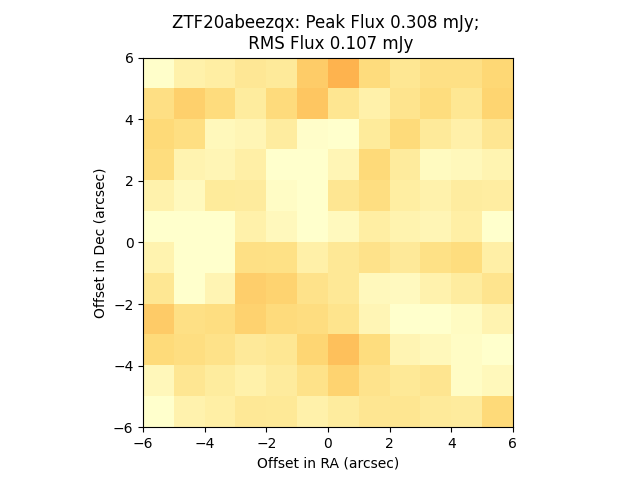 ZTF20abeezqx: Peak Flux 0.308 mJy;
RMS Flux 0.107 mJy
6
4
2
0
−2
−4
−6
Offset in Dec (arcsec)
−6 −4 −2 0 2 4 6
Offset in RA (arcsec)